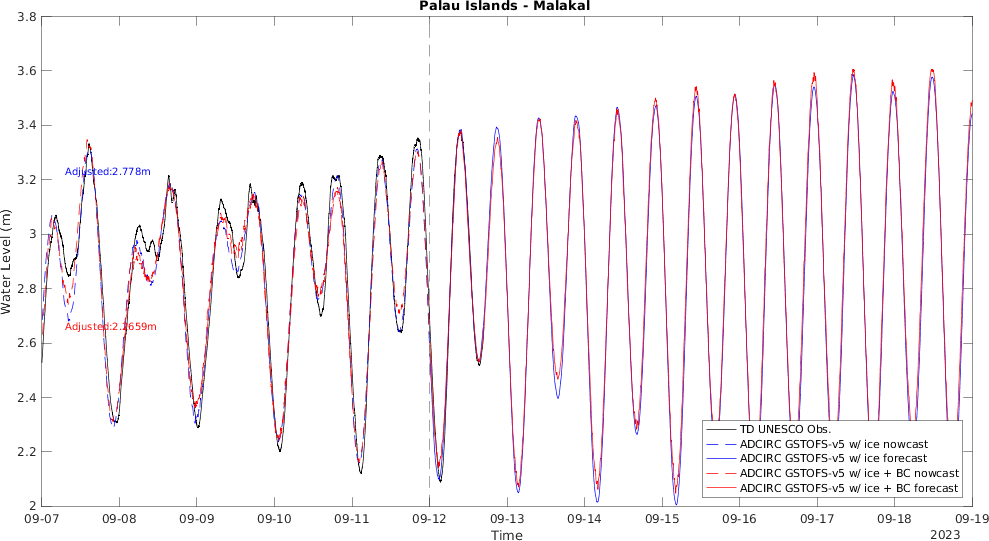 Palau Islands - Malakal
3.8
3.6
3.4
3.2
3
2.8
2.6
2.4
2.2
2
Water Level (m)
Adjusted:2.778m
Adjusted:2.2659m
TD UNESCO Obs.
ADCIRC GSTOFS-v5 w/ ice nowcast
ADCIRC GSTOFS-v5 w/ ice forecast
ADCIRC GSTOFS-v5 w/ ice + BC nowcast
ADCIRC GSTOFS-v5 w/ ice + BC forecast
09-07 09-08 09-09 09-10 09-11 09-12 09-13 09-14 09-15 09-16 09-17 09-18 09-19
Time
2023